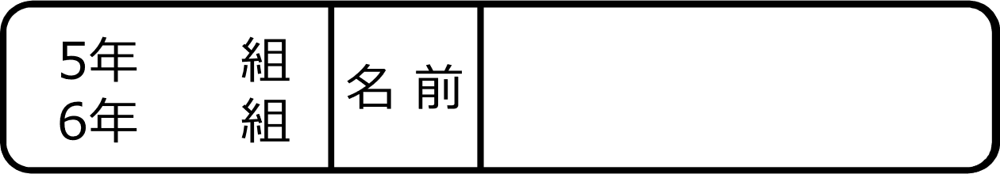 5年 組
6年 組
名前